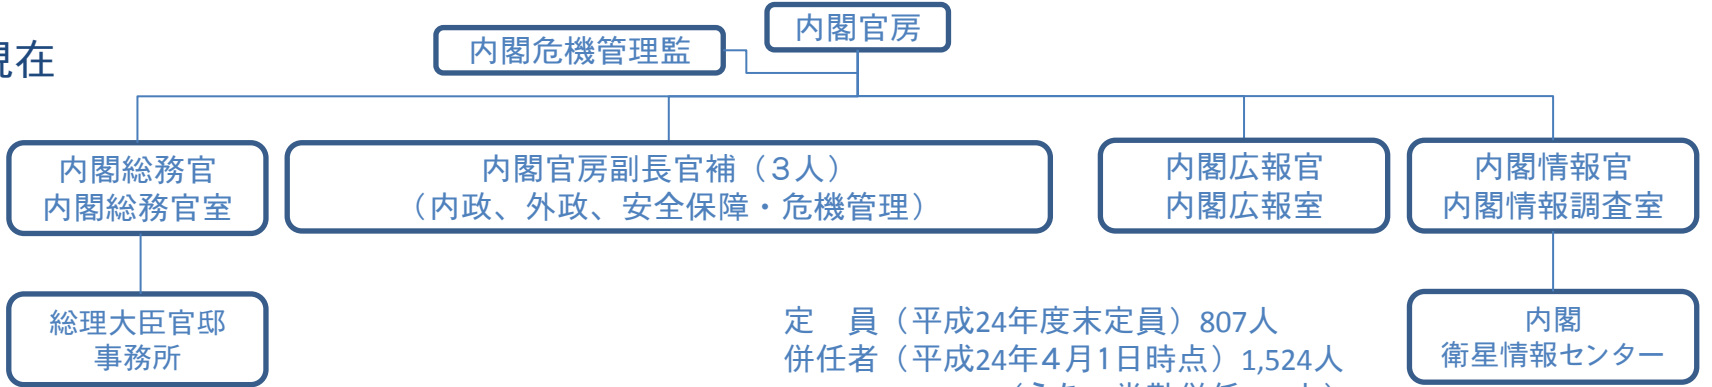 内閣官房
内閣危機管理監
現在
内閣総務官
内閣総務官室
内閣官房副長官補（３人）
（内政、外政、安全保障・危機管理）
内閣広報官
内閣広報室
内閣情報官
内閣情報調査室
総理大臣官邸
事務所
定　員（平成24年度末定員）807人
併任者（平成24年４月1日時点）1,524人
内閣
衛星情報センター